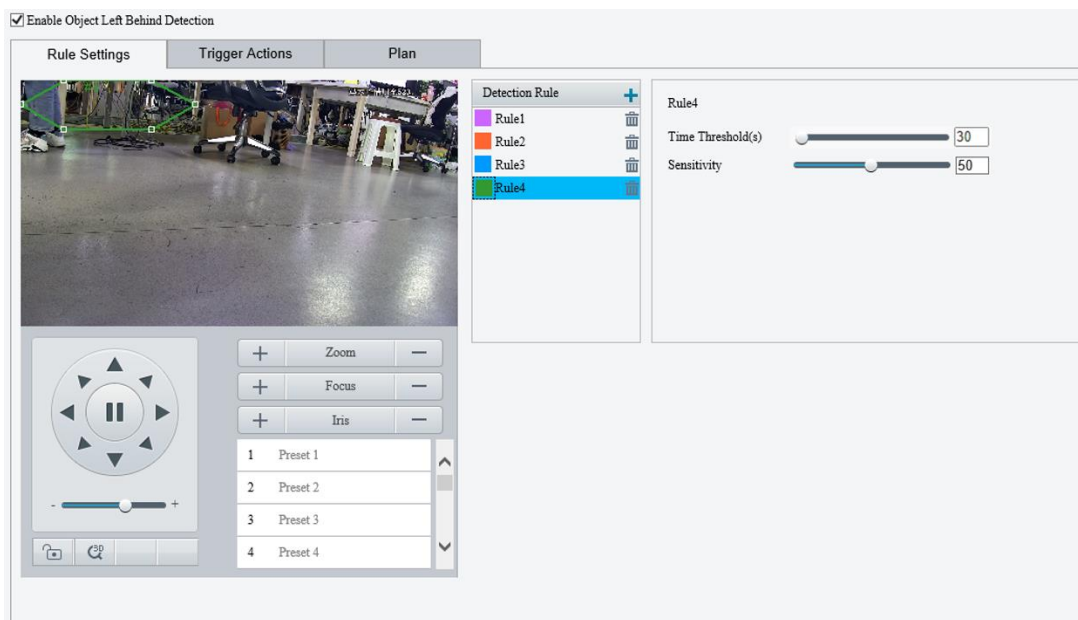 Enable Object Left Behind Detection
Rule Settings
Trigger Actions
Plan
Detection Rule
Rule1
Rule2
Rule3
Rule4
Rule4
Time Threshold(s)
30
Sensitivity
50
+ Zoom −
+ Focus −
+ Iris −
1 Preset 1
2 Preset 2
3 Preset 3
4 Preset 4
- +
3D